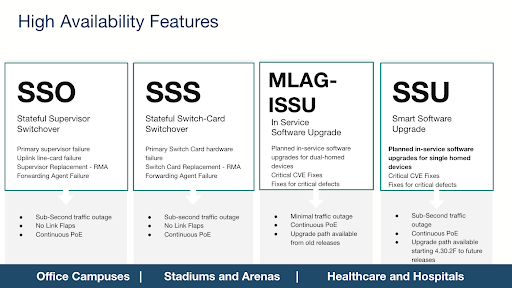 High Availability Features
SSO
Stateful Supervisor
Switchover
Primary supervisor failure
Uplink line-card failure
Supervisor Replacement - RMA
Forwarding Agent Failure
Sub-Second traffic outage
No Link Flaps
Continuous PoE
SSS
Stateful Switch-Card
Switchover
Primary Switch Card hardware
failure
Switch Card Replacement - RMA
Forwarding Agent Failure
Sub-second traffic outage
No Link Flaps
Continuous PoE
MLAG-
ISSU
In Service
Software Upgrade
Planned in-service software
upgrades for dual-homed
devices
Critical CVE Fixes
Fixes for critical defects
Minimal traffic outage
Continuous PoE
Upgrade path available
from old releases
SSU
Smart Software
Upgrade
Planned in-service software
upgrades for single homed
devices
Critical CVE Fixes
Fixes for critical defects
Sub-Second traffic
outage
Continuous PoE
Upgrade path available
starting 4.30.2F to future
releases
Office Campuses | Stadiums and Arenas | Healthcare and Hospitals